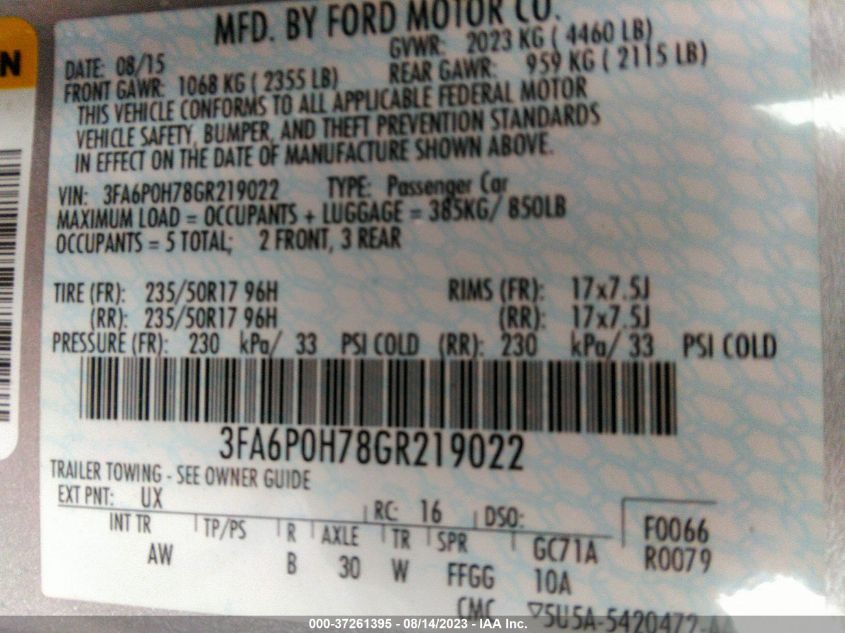 MFD. BY FORD MOTOR CO.
DATE: 08/15 GVWR: 2023 KG ( 4460 LB)
FRONT GAWR: 1068 KG ( 2355 LB) REAR GAWR: 959 KG ( 2115 LB)
THIS VEHICLE CONFORMS TO ALL APPLICABLE FEDERAL MOTOR
VEHICLE SAFETY, BUMPER, AND THEFT PREVENTION STANDARDS
IN EFFECT ON THE DATE OF MANUFACTURE SHOWN ABOVE.
VIN: 3FA6P0H78GR219022 TYPE: Passenger Car
MAXIMUM LOAD = OCCUPANTS + LUGGAGE = 385KG/ 850LB
OCCUPANTS = 5 TOTAL; 2 FRONT, 3 REAR
TIRE (FR): 235/50R17 96H RIMS (FR): 17x7.5J
(RR): 235/50R17 96H (RR): 17x7.5J
PRESSURE (FR): 230 kPa/ 33 PSI COLD (RR): 230 kPa/ 33 PSI COLD
3FA6P0H78GR219022
TRAILER TOWING - SEE OWNER GUIDE
EXT PNT: UX RC: 16 DSO: F0066
INT TR TP/PS R AXLE TR SPR GC71A R0079
AW B 30 W FFGG 10A
CMC ▽5U5A-5420472-AA
000-37261395 - 08/14/2023 - IAA Inc.